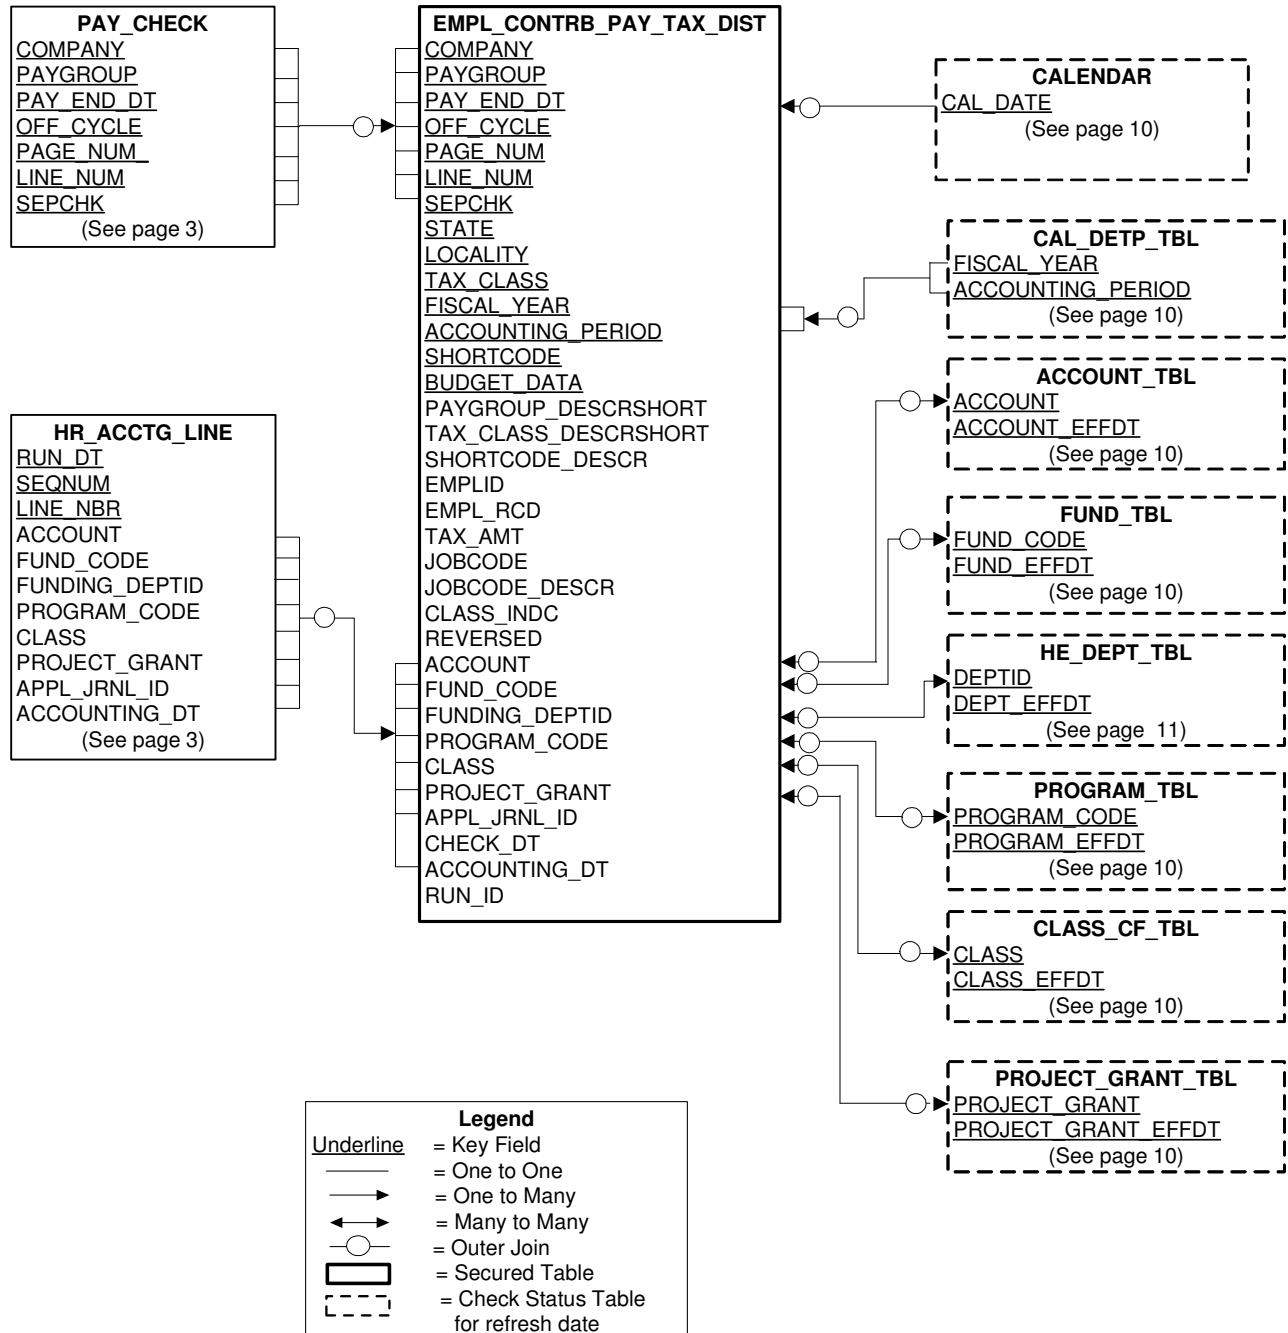 PAY_CHECK
COMPANY
PAYGROUP
PAY_END_DT
OFF_CYCLE
PAGE_NUM_
LINE_NUM
SEPCHK
(See page 3)
HR_ACCTG_LINE
RUN_DT
SEQNUM
LINE_NBR
ACCOUNT
FUND_CODE
FUNDING_DEPTID
PROGRAM_CODE
CLASS
PROJECT_GRANT
APPL_JRNL_ID
ACCOUNTING_DT
(See page 3)
EMPL_CONTRB_PAY_TAX_DIST
COMPANY
PAYGROUP
PAY_END_DT
OFF_CYCLE
PAGE_NUM
LINE_NUM
SEPCHK
STATE
LOCALITY
TAX_CLASS
FISCAL_YEAR
ACCOUNTING_PERIOD
SHORTCODE
BUDGET_DATA
PAYGROUP_DESCRSHORT
TAX_CLASS_DESCRSHORT
SHORTCODE_DESCR
EMPLID
EMPL_RCD
TAX_AMT
JOBCODE
JOBCODE_DESCR
CLASS_INDC
REVERSED
ACCOUNT
FUND_CODE
FUNDING_DEPTID
PROGRAM_CODE
CLASS
PROJECT_GRANT
APPL_JRNL_ID
CHECK_DT
ACCOUNTING_DT
RUN_ID
CALENDAR
CAL_DATE
(See page 10)
CAL_DETP_TBL
FISCAL_YEAR
ACCOUNTING_PERIOD
(See page 10)
ACCOUNT_TBL
ACCOUNT
ACCOUNT_EFFDT
(See page 10)
FUND_TBL
FUND_CODE
FUND_EFFDT
(See page 10)
HE_DEPT_TBL
DEPTID
DEPT_EFFDT
(See page 11)
PROGRAM_TBL
PROGRAM_CODE
PROGRAM_EFFDT
(See page 10)
CLASS_CF_TBL
CLASS
CLASS_EFFDT
(See page 10)
PROJECT_GRANT_TBL
PROJECT_GRANT
PROJECT_GRANT_EFFDT
(See page 10)
Legend
Underline = Key Field
= One to One
= One to Many
= Many to Many
= Outer Join
= Secured Table
= Check Status Table
for refresh date